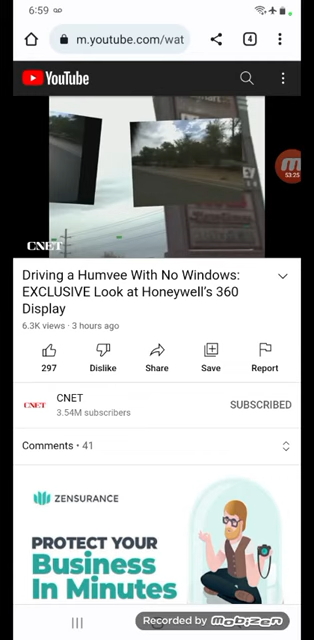 6:59
m.youtube.com/wat
4
YouTube
53:25
CNET
Driving a Humvee With No Windows:
EXCLUSIVE Look at Honeywell's 360
Display
6.3K views · 3 hours ago
297
Dislike
Share
Save
Report
CNET
CNET
3.54M subscribers
SUBSCRIBED
Comments • 41
ZENSURANCE
PROTECT YOUR
Business
In Minutes
Recorded by mobizen